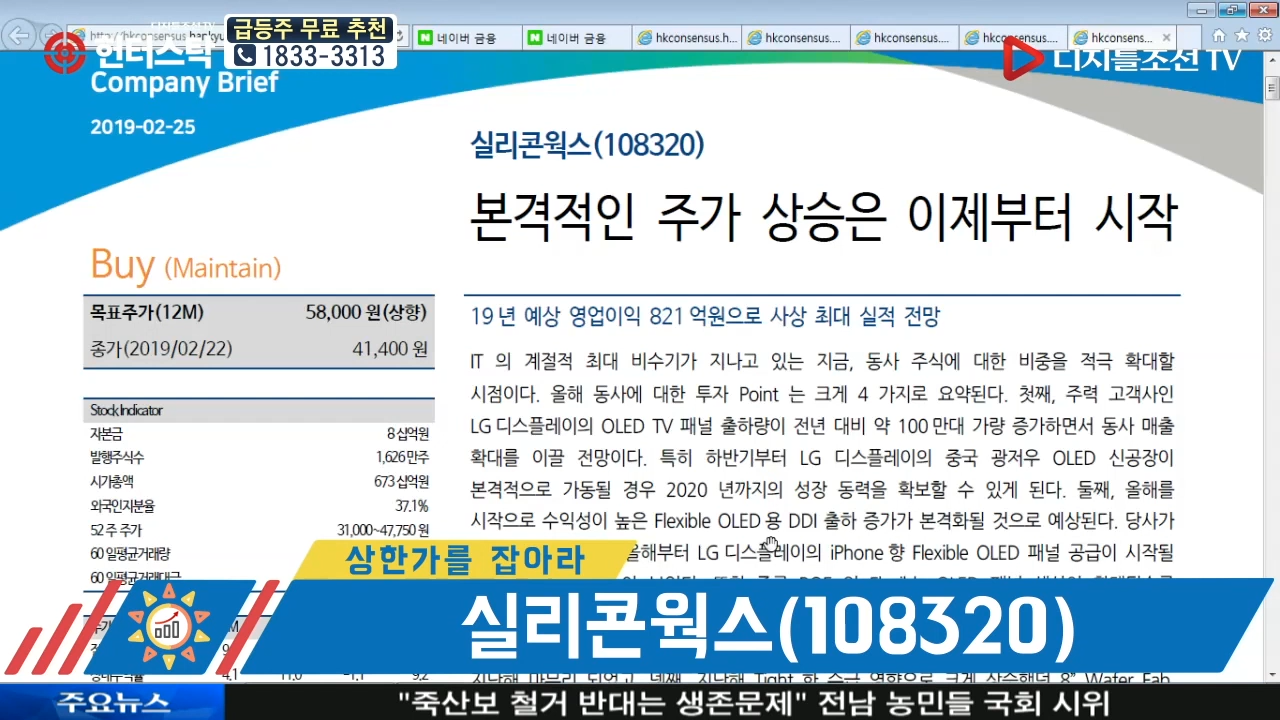 급등주 무료 추천
1833-3313
네이버 금융
네이버 금융
hkconsensus.h...
hkconsensus....
hkconsens....
hkconsens...
디지틀조선 TV
Company Brief
2019-02-25
실리콘웍스(108320)
본격적인 주가 상승은 이제부터 시작
Buy (Maintain)
목표주가(12M) 58,000 원(상향)
종가(2019/02/22) 41,400 원
19 년 예상 영업이익 821 억원으로 사상 최대 실적 전망
IT 의 계절적 최대 비수기가 지나고 있는 지금, 동사 주식에 대한 비중을 적극 확대할
시점이다. 올해 동사에 대한 투자 Point 는 크게 4 가지로 요약된다. 첫째, 주력 고객사인
LG 디스플레이의 OLED TV 패널 출하량이 전년 대비 약 100 만대 가량 증가하면서 동사 매출
확대를 이끌 전망이다. 특히 하반기부터 LG 디스플레이의 중국 광저우 OLED 신공장이
본격적으로 가동될 경우 2020 년까지의 성장 동력을 확보할 수 있게 된다. 둘째, 올해를
시작으로 수익성이 높은 Flexible OLED 용 DDI 출하 증가가 본격화될 것으로 예상된다. 당사가
올해부터 LG 디스플레이의 iPhone 향 Flexible OLED 패널 공급이 시작될
Stock Indicator
자본금 8 십억원
발행주식수 1,626 만주
시가총액 673 십억원
외국인지분율 37.1%
52 주 주가 31,000~47,750 원
60 일평균거래량
60 일평균거래대금
상한가를 잡아라
실리콘웍스(108320)
주요뉴스
"죽산보 철거 반대는 생존문제" 전남 농민들 국회 시위